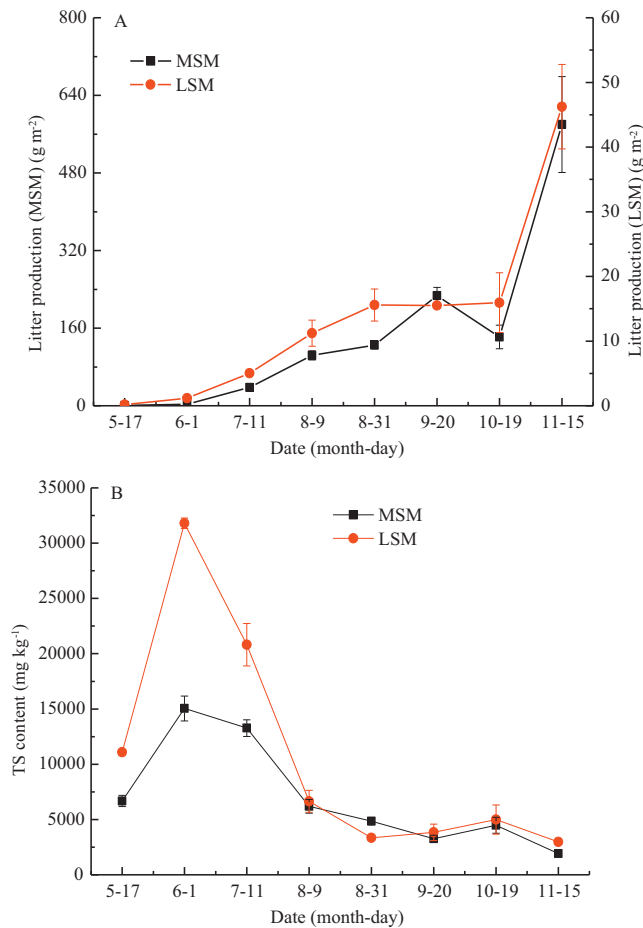 A
MSM
LSM
Litter production (MSM) (g m⁻²)
800
640
480
320
160
0
Litter production (LSM) (g m⁻²)
60
50
40
30
20
10
0
5-17 6-1 7-11 8-9 8-31 9-20 10-19 11-15
Date (month-day)
B
MSM
LSM
TS content (mg kg⁻¹)
35000
30000
25000
20000
15000
10000
5000
0
5-17 6-1 7-11 8-9 8-31 9-20 10-19 11-15
Date (month-day)